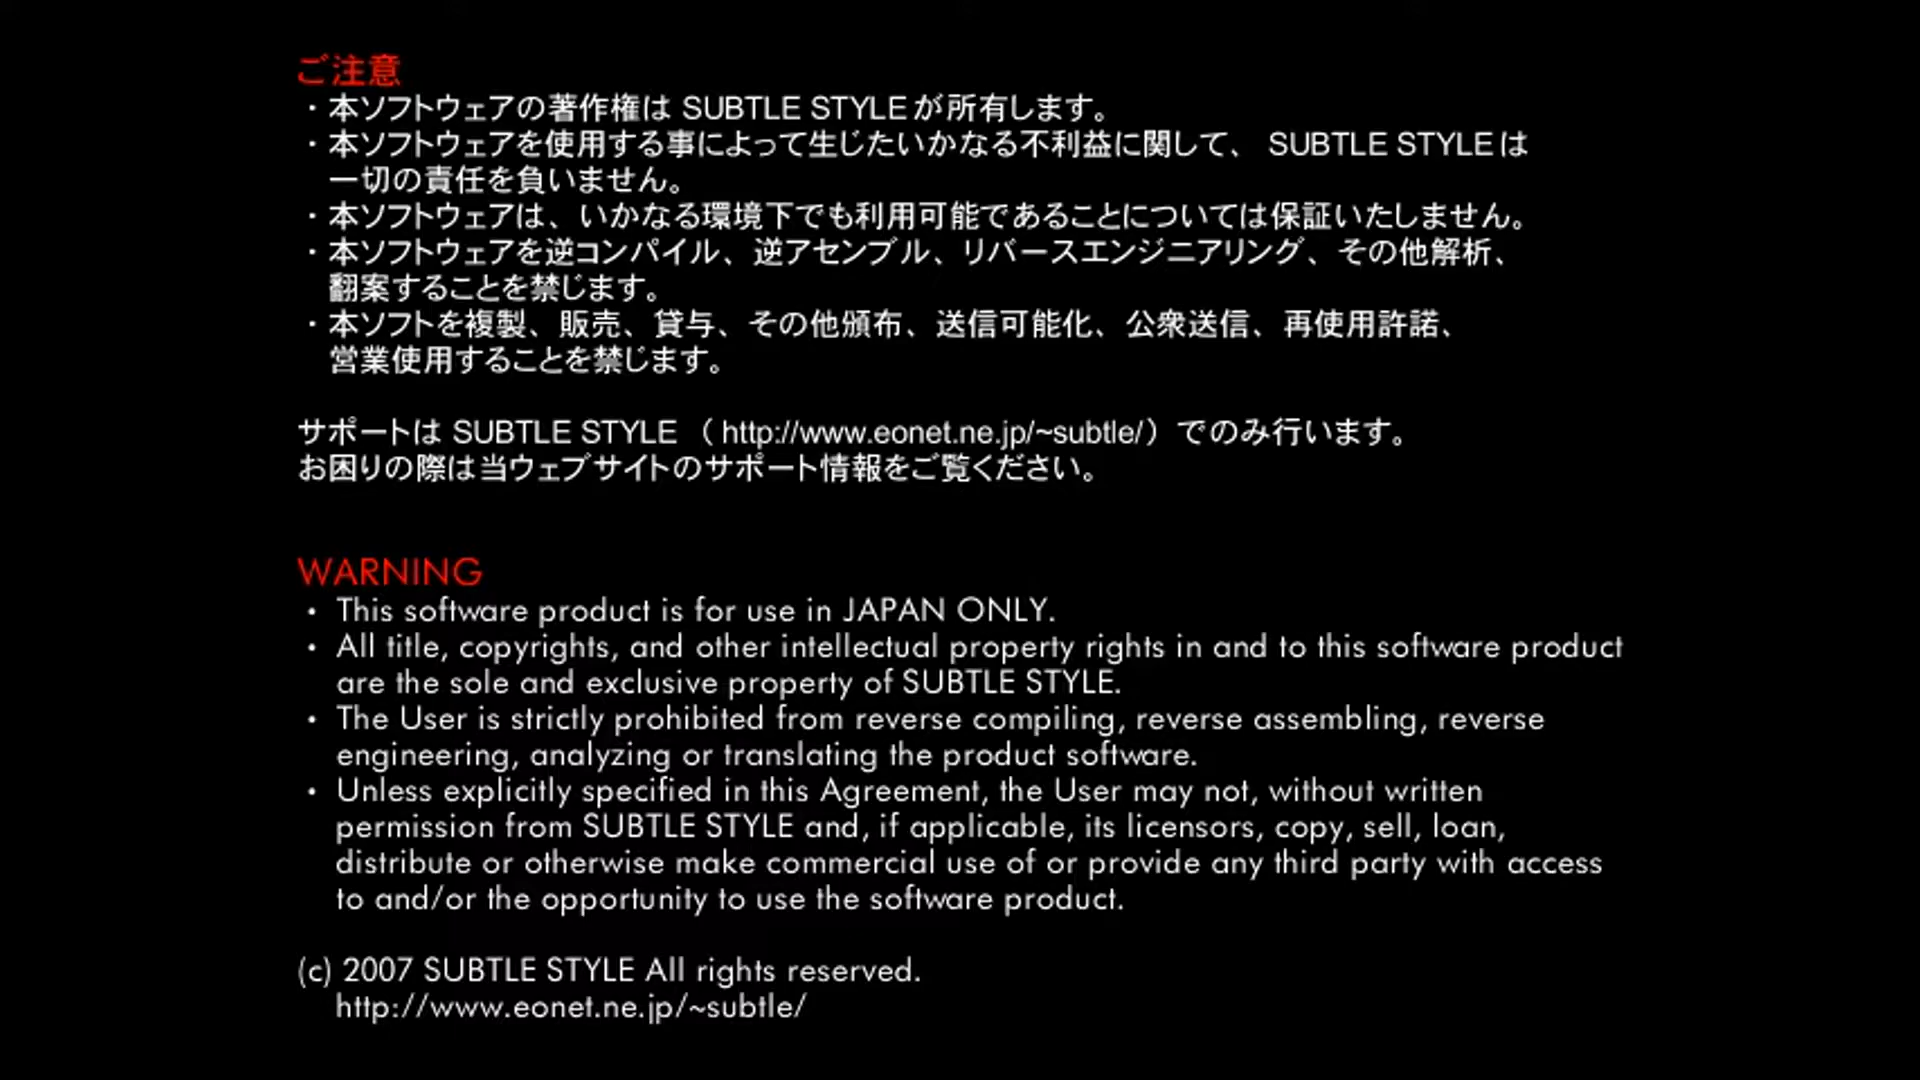 ご注意
・本ソフトウェアの著作権は SUBTLE STYLEが所有します。
・本ソフトウェアを使用する事によって生じたいかなる不利益に関して、 SUBTLE STYLEは
一切の責任を負いません。
・本ソフトウェアは、いかなる環境下でも利用可能であることについては保証いたしません。
・本ソフトウェアを逆コンパイル、逆アセンブル、リバースエンジニアリング、その他解析、
翻案することを禁じます。
・本ソフトを複製、販売、貸与、その他頒布、送信可能化、公衆送信、再使用許諾、
営業使用することを禁じます。
サポートは SUBTLE STYLE （ http://www.eonet.ne.jp/~subtle/）でのみ行います。
お困りの際は当ウェブサイトのサポート情報をご覧ください。
WARNING
・ This software product is for use in JAPAN ONLY.
・ All title, copyrights, and other intellectual property rights in and to this software product
are the sole and exclusive property of SUBTLE STYLE.
・ The User is strictly prohibited from reverse compiling, reverse assembling, reverse
engineering, analyzing or translating the product software.
・ Unless explicitly specified in this Agreement, the User may not, without written
permission from SUBTLE STYLE and, if applicable, its licensors, copy, sell, loan,
distribute or otherwise make commercial use of or provide any third party with access
to and/or the opportunity to use the software product.
(c) 2007 SUBTLE STYLE All rights reserved.
http://www.eonet.ne.jp/~subtle/